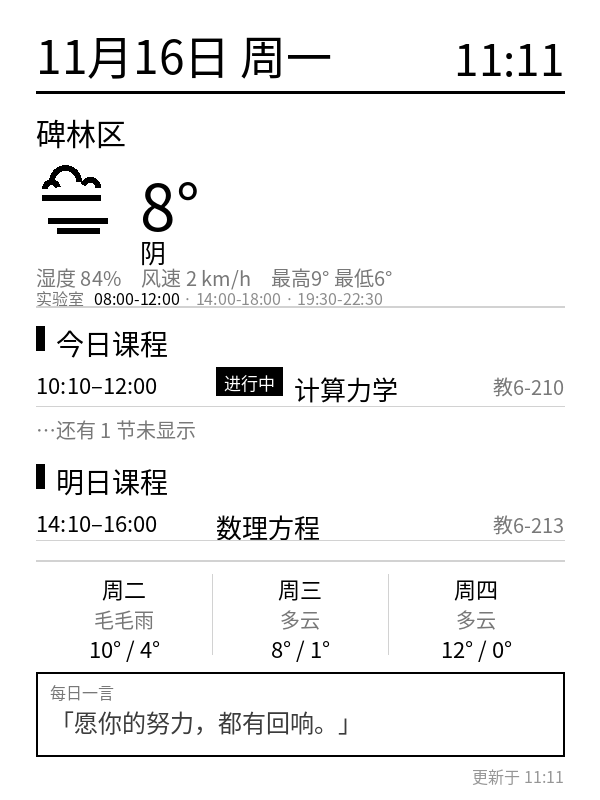 11月16日 周一 11:11
碑林区
8°
阴
湿度 84% 风速 2 km/h 最高9° 最低6°
实验室 08:00-12:00 · 14:00-18:00 · 19:30-22:30
今日课程
10:10–12:00 进行中 计算力学 教6-210
…还有 1 节未显示
明日课程
14:10–16:00 数理方程 教6-213
周二 周三 周四
毛毛雨 多云 多云
10° / 4° 8° / 1° 12° / 0°
每日一言
「愿你的努力，都有回响。」
更新于 11:11